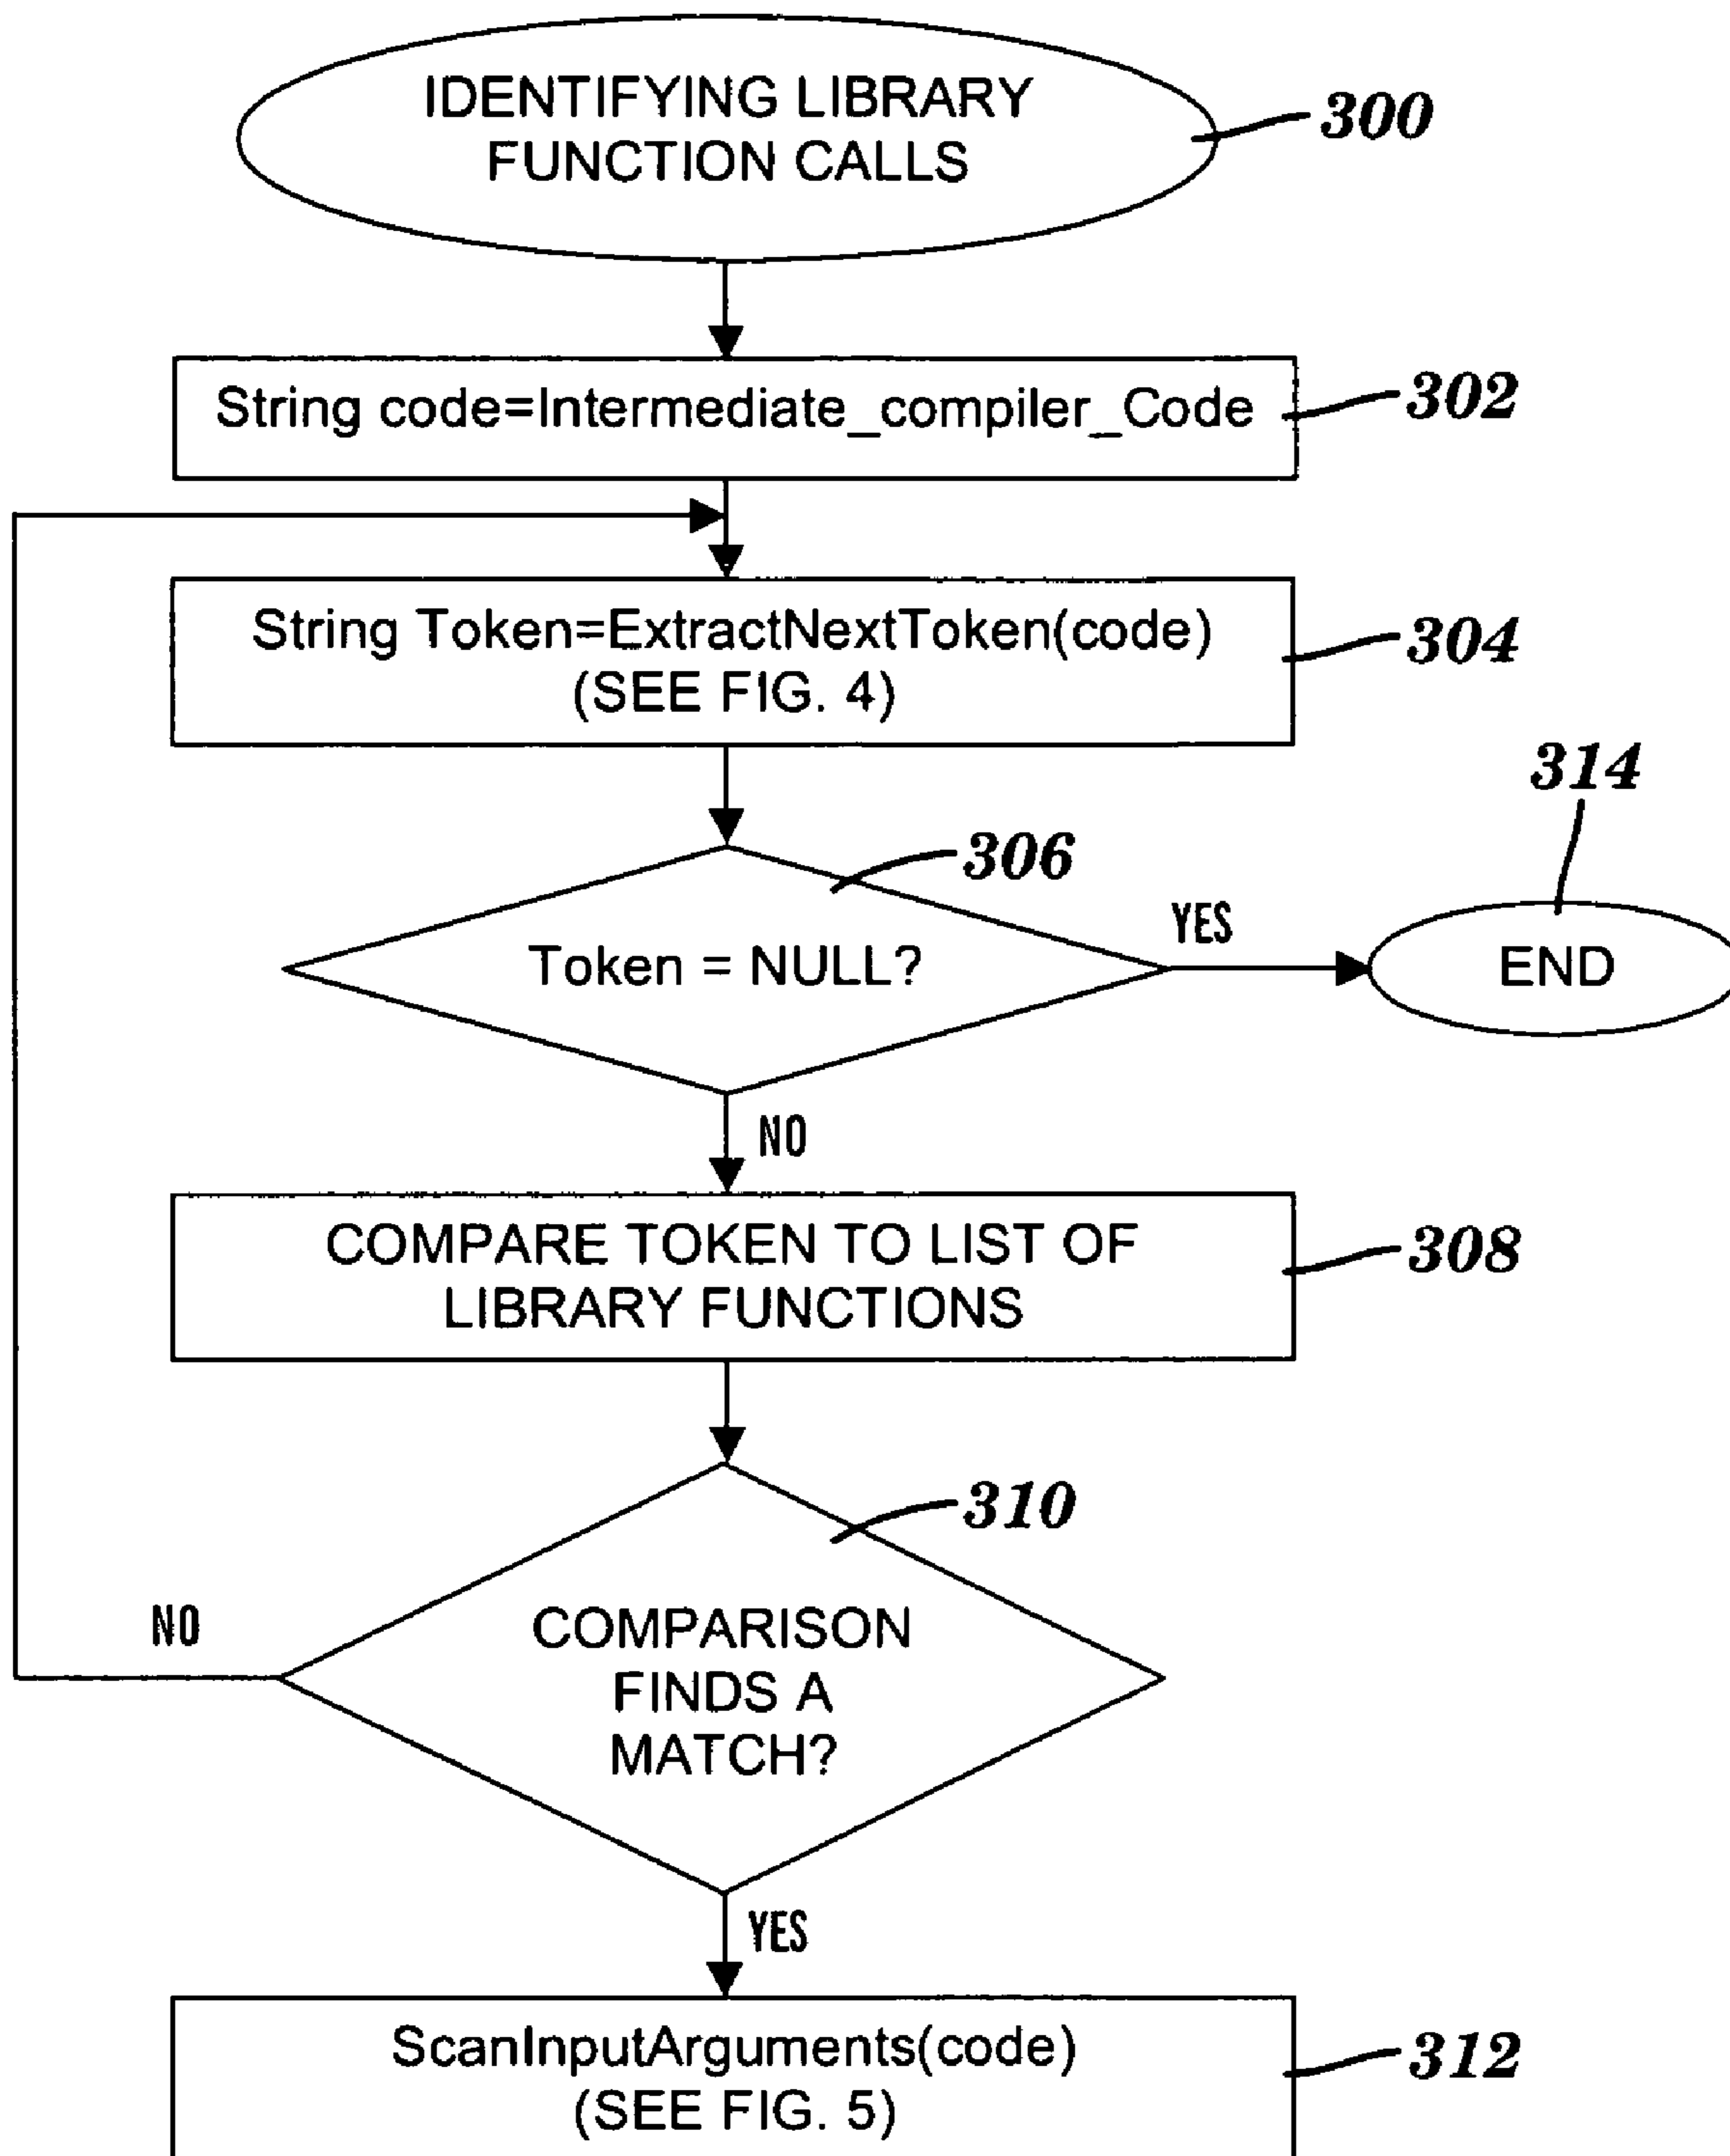 IDENTIFYING LIBRARY
FUNCTION CALLS
300
String code=Intermediate_compiler_Code
302
String Token=ExtractNextToken(code)
(SEE FIG. 4)
304
314
306
Token = NULL?
YES
END
NO
COMPARE TOKEN TO LIST OF
LIBRARY FUNCTIONS
308
310
NO
COMPARISON
FINDS A
MATCH?
YES
ScanInputArguments(code)
(SEE FIG. 5)
312